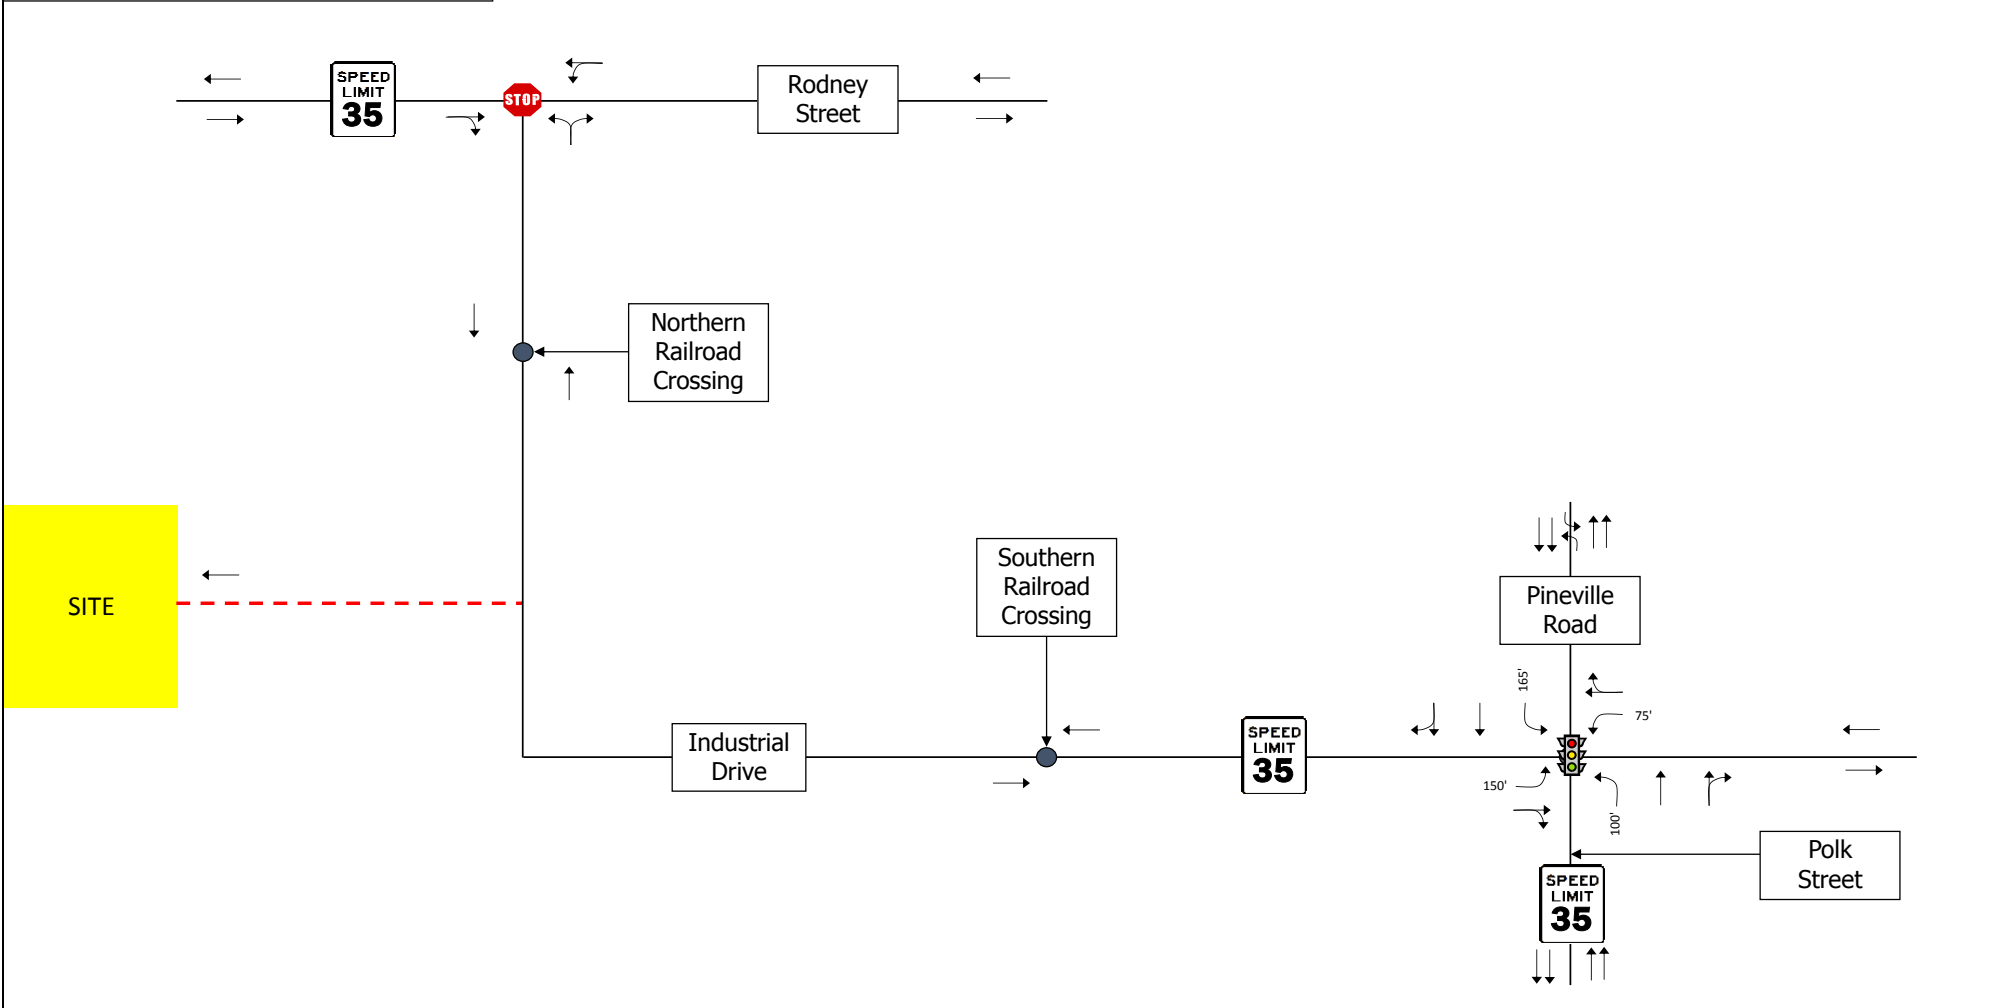 SPEED
LIMIT
35
STOP
Rodney
Street
Northern
Railroad
Crossing
SITE
Southern
Railroad
Crossing
Pineville
Road
165'
75'
Industrial
Drive
SPEED
LIMIT
35
150'
100'
Polk
Street
SPEED
LIMIT
35